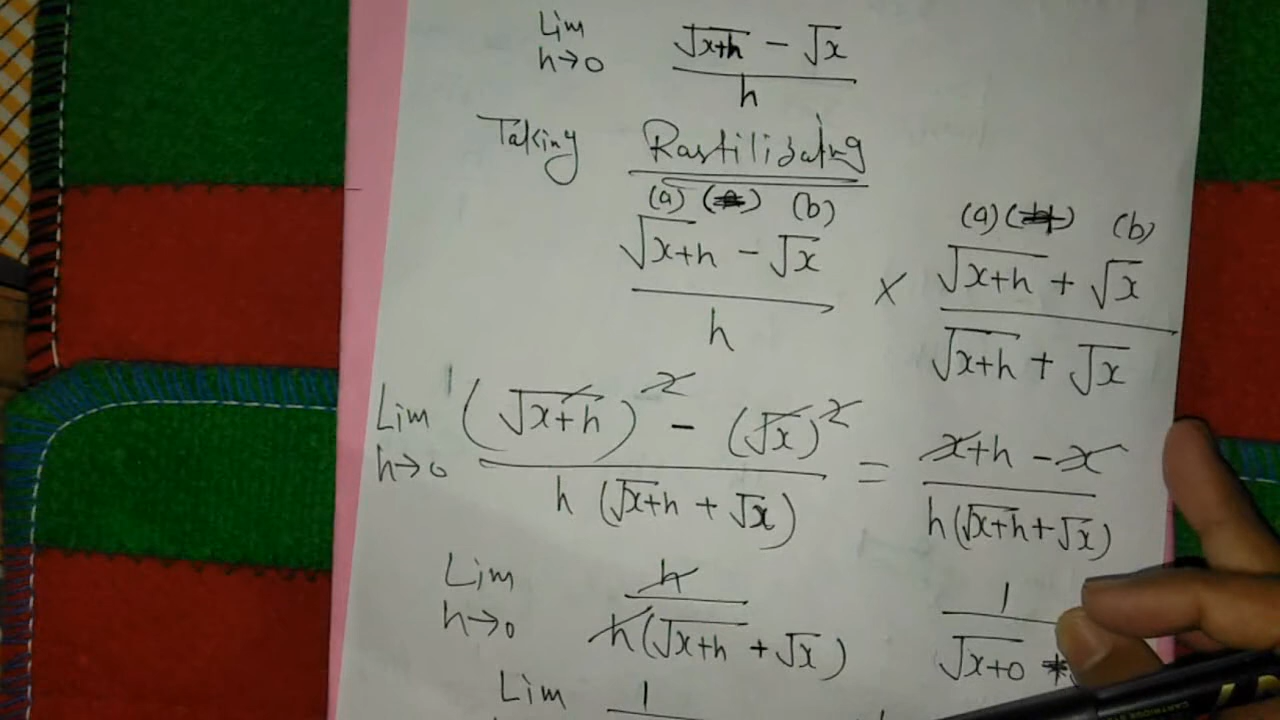 Lim h→0 (√(x+h) − √x) / h
Taking Rastilizating
(a) (b) (a) (b)
(√(x+h) − √x) / h × (√(x+h) + √x) / (√(x+h) + √x)
Lim h→0 ((√(x+h))² − (√x)²) / (h(√(x+h) + √x)) = (x+h − x) / (h(√(x+h) + √x))
Lim h→0 h / (h(√(x+h) + √x)) 1 / √(x+0)
Lim 1